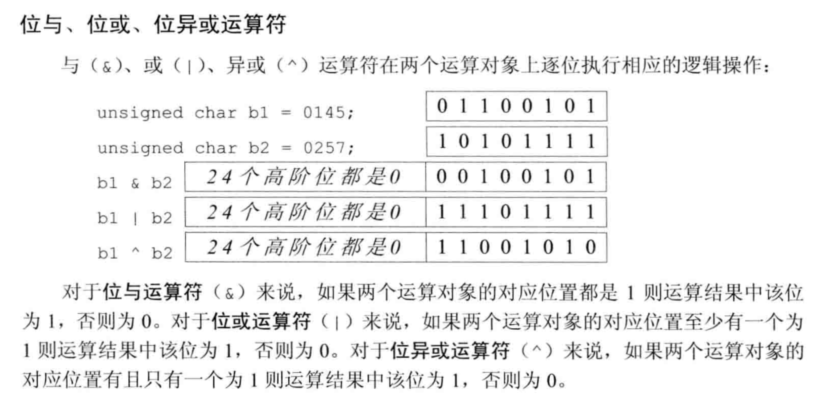 位与、位或、位异或运算符
与（&）、或（|）、异或（^）运算符在两个运算对象上逐位执行相应的逻辑操作：
unsigned char b1 = 0145; 0 1 1 0 0 1 0 1
unsigned char b2 = 0257; 1 0 1 0 1 1 1 1
b1 & b2 24个高阶位都是0 0 0 1 0 0 1 0 1
b1 | b2 24个高阶位都是0 1 1 1 0 1 1 1 1
b1 ^ b2 24个高阶位都是0 1 1 0 0 1 0 1 0
对于位与运算符（&）来说，如果两个运算对象的对应位置都是 1 则运算结果中该位
为 1，否则为 0。对于位或运算符（|）来说，如果两个运算对象的对应位置至少有一个为
1 则运算结果中该位为 1，否则为 0。对于位异或运算符（^）来说，如果两个运算对象的
对应位置有且只有一个为 1 则运算结果中该位为 1，否则为 0。